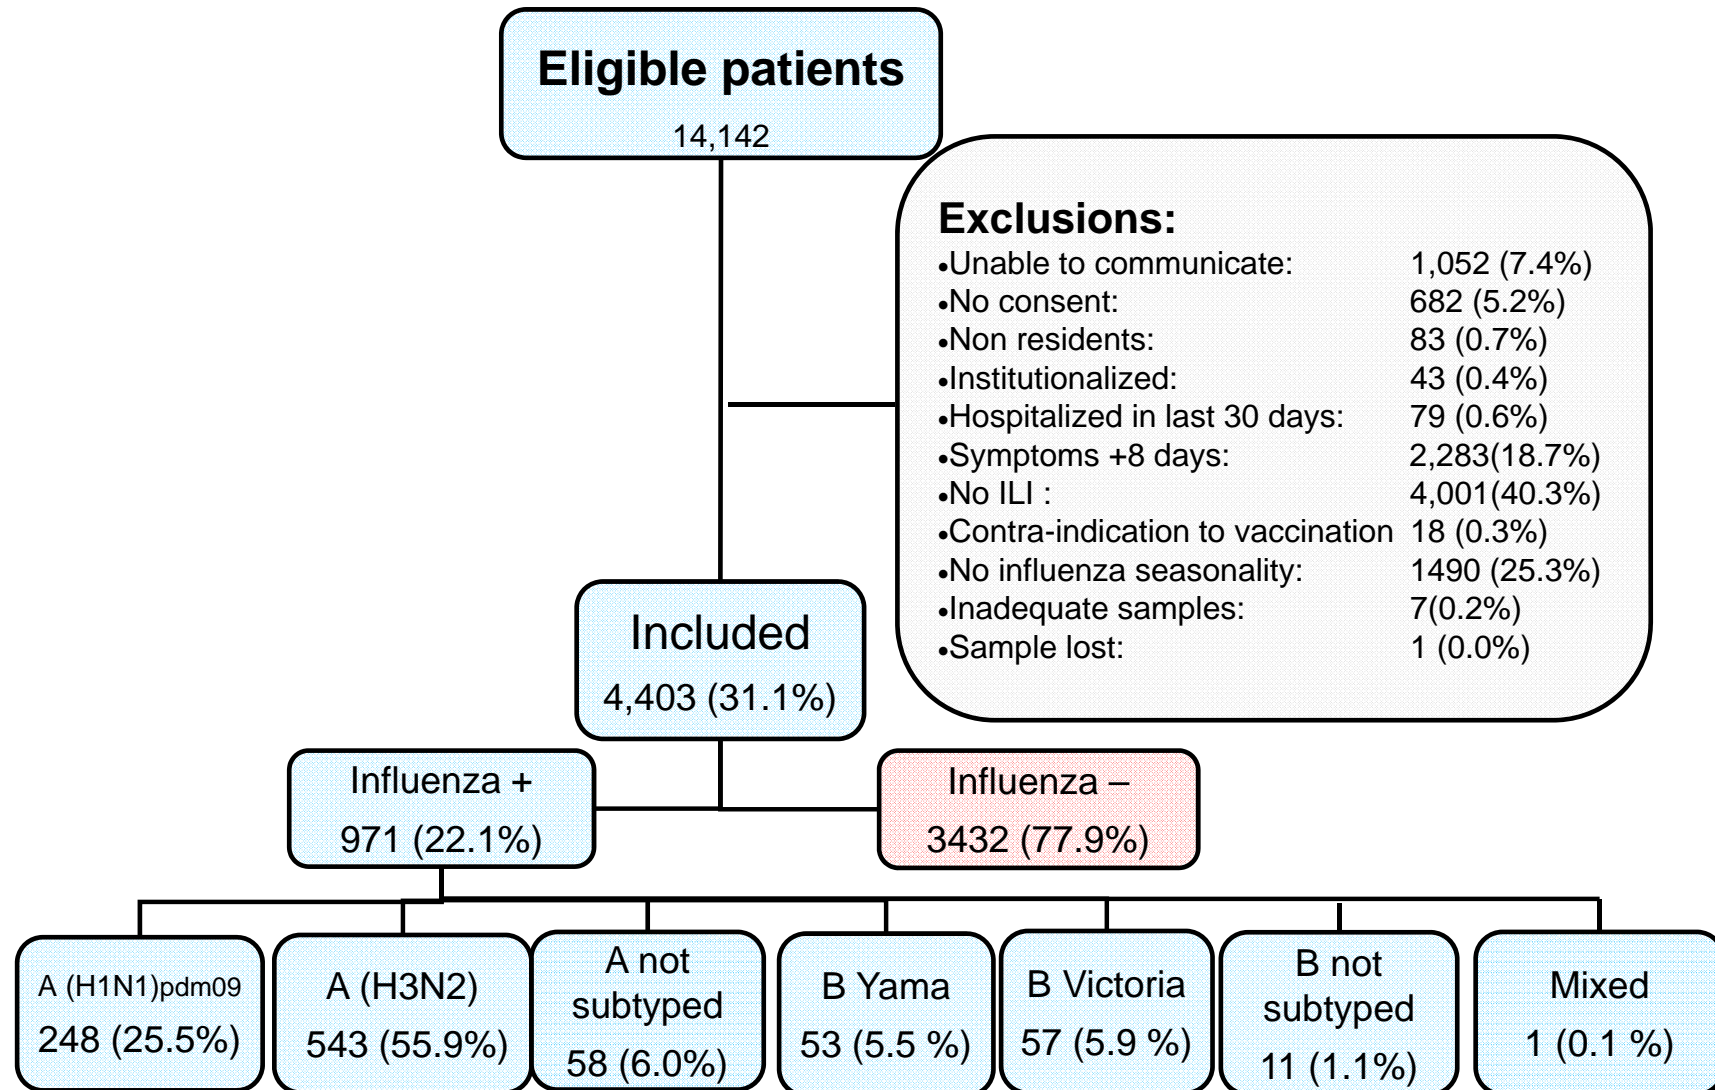 Eligible patients
14,142
Exclusions:
•Unable to communicate: 1,052 (7.4%)
•No consent: 682 (5.2%)
•Non residents: 83 (0.7%)
•Institutionalized: 43 (0.4%)
•Hospitalized in last 30 days: 79 (0.6%)
•Symptoms +8 days: 2,283(18.7%)
•No ILI : 4,001(40.3%)
•Contra-indication to vaccination 18 (0.3%)
•No influenza seasonality: 1490 (25.3%)
•Inadequate samples: 7(0.2%)
•Sample lost: 1 (0.0%)
Included
4,403 (31.1%)
Influenza +
971 (22.1%)
Influenza –
3432 (77.9%)
A (H1N1)pdm09
248 (25.5%)
A (H3N2)
543 (55.9%)
A not
subtyped
58 (6.0%)
B Yama
53 (5.5 %)
B Victoria
57 (5.9 %)
B not
subtyped
11 (1.1%)
Mixed
1 (0.1 %)